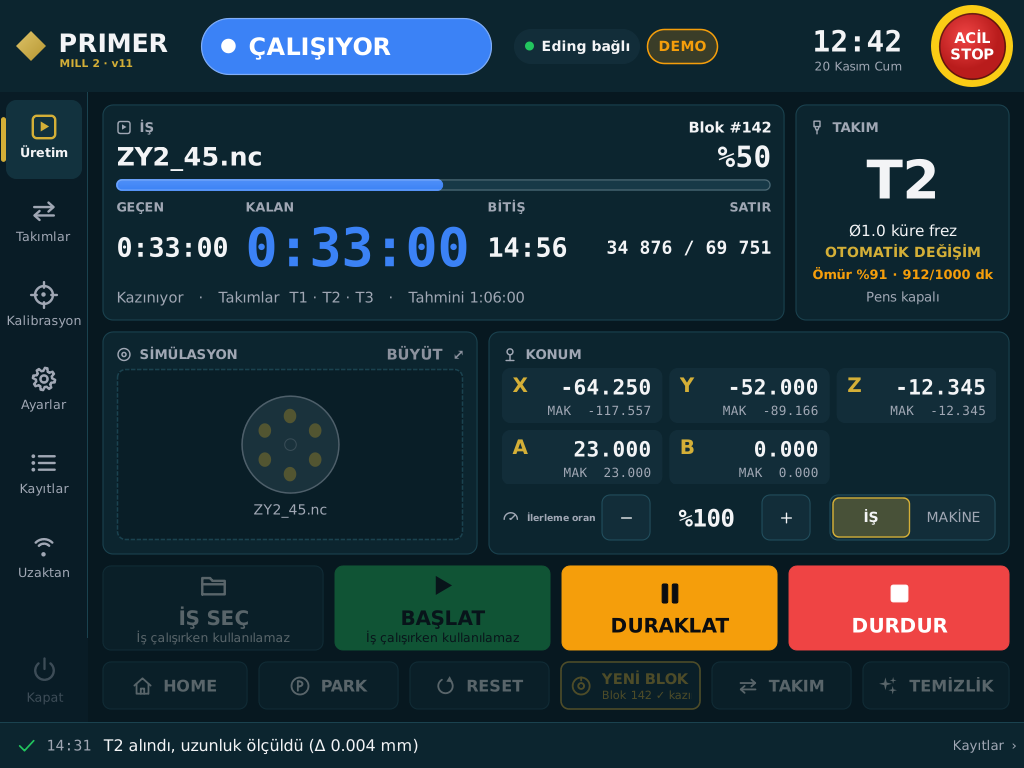 PRIMER
MILL 2 · v11
ÇALIŞIYOR
Eding bağlı
DEMO
12:42
20 Kasım Cum
ACİL
STOP
Üretim
Takımlar
Kalibrasyon
Ayarlar
Kayıtlar
Uzaktan
Kapat
İŞ
Blok #142
ZY2_45.nc
%50
GEÇEN
KALAN
BİTİŞ
SATIR
0:33:00
0:33:00
14:56
34 876 / 69 751
Kazınıyor · Takımlar T1 · T2 · T3 · Tahmini 1:06:00
TAKIM
T2
Ø1.0 küre frez
OTOMATİK DEĞİŞİM
Ömür %91 · 912/1000 dk
Pens kapalı
SİMÜLASYON
BÜYÜT ⤢
ZY2_45.nc
KONUM
X -64.250
MAK -117.557
Y -52.000
MAK -89.166
Z -12.345
MAK -12.345
A 23.000
MAK 23.000
B 0.000
MAK 0.000
İlerleme oran
−
%100
+
İŞ
MAKİNE
İŞ SEÇ
İş çalışırken kullanılamaz
BAŞLAT
İş çalışırken kullanılamaz
DURAKLAT
DURDUR
HOME
PARK
RESET
YENİ BLOK
Blok 142 ✓ kazı
TAKIM
TEMİZLİK
14:31 T2 alındı, uzunluk ölçüldü (Δ 0.004 mm)
Kayıtlar ›